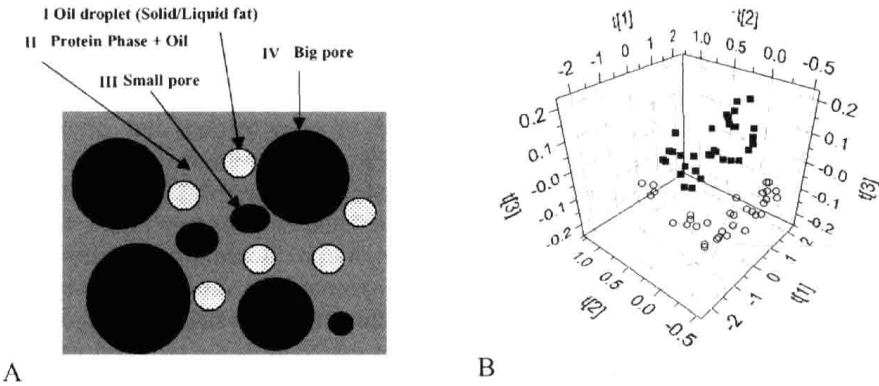 I Oil droplet (Solid/Liquid fat)
II Protein Phase + Oil
IV Big pore
III Small pore
A
t[1]
-2 -1 0 1 2
t[2]
1.0 0.5 0.0 -0.5
0.2
0.1
-0.0
-0.1
-0.2
t[3]
0.2
0.1
-0.0
-0.1
-0.2
t[3]
1.0 0.5 0.0 -0.5
t[2]
-2 -1 0 1 2
t[1]
B